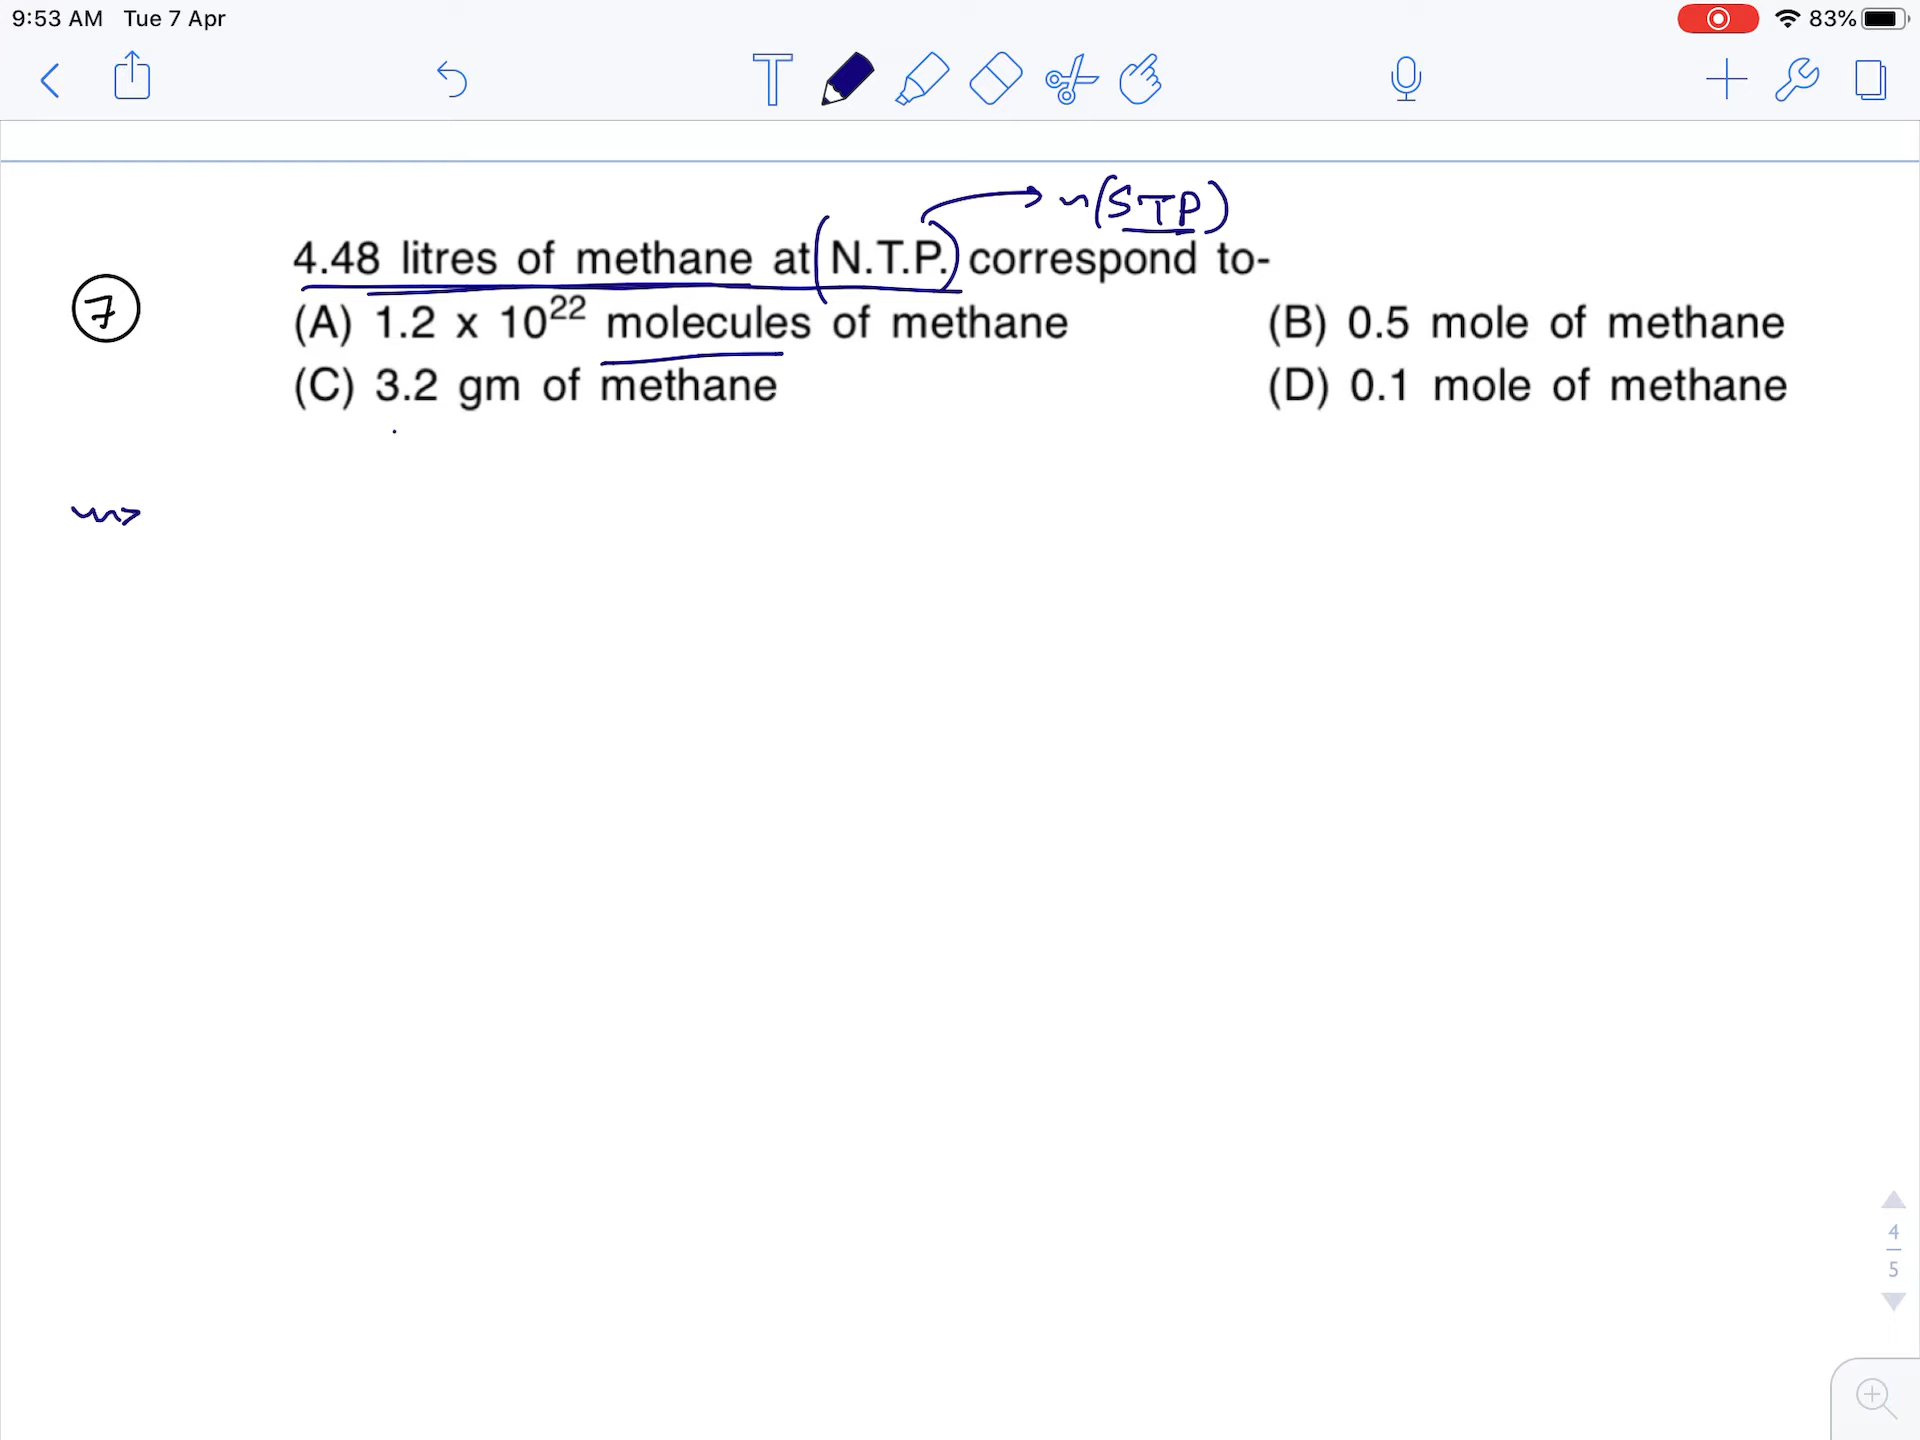 9:53 AM Tue 7 Apr
83%
T
~(STP)
4.48 litres of methane at (N.T.P.) correspond to-
7
(A) 1.2 x 10²² molecules of methane (B) 0.5 mole of methane
(C) 3.2 gm of methane (D) 0.1 mole of methane
4
5